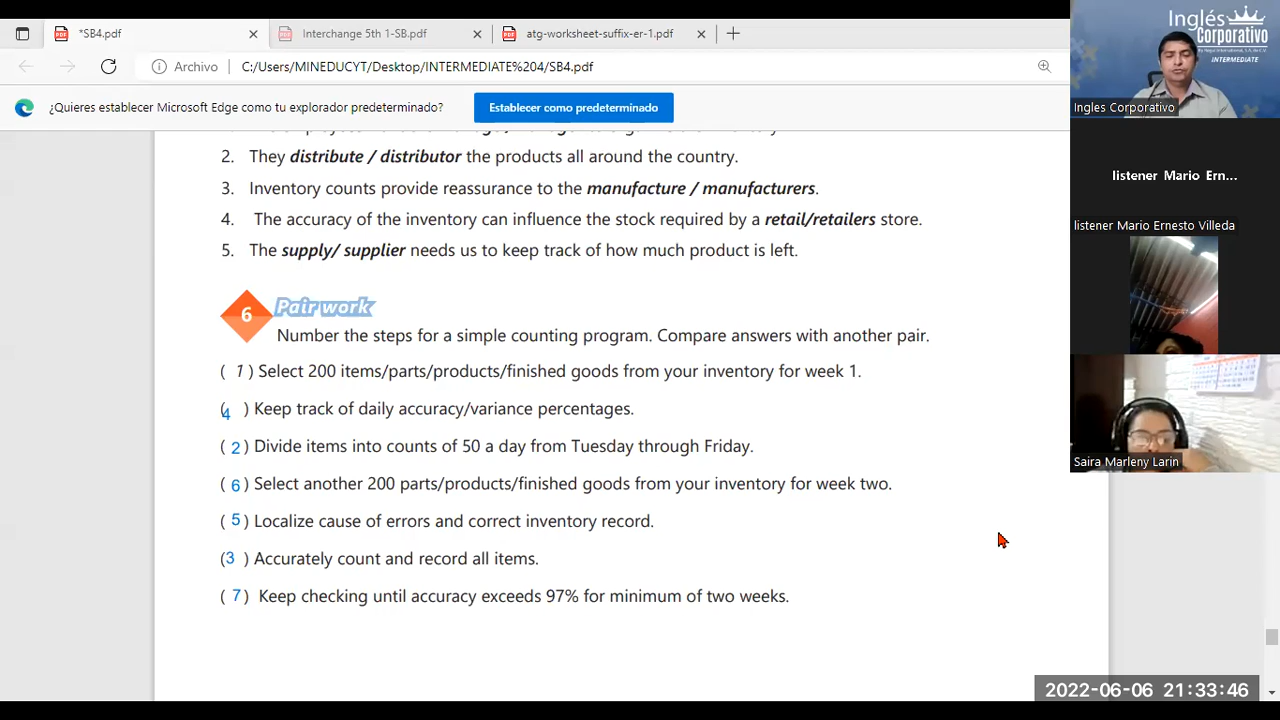 *SB4.pdf
Interchange 5th 1-SB.pdf
atg-worksheet-suffix-er-1.pdf
Archivo
C:/Users/MINEDUCYT/Desktop/INTERMEDIATE%204/SB4.pdf
¿Quieres establecer Microsoft Edge como tu explorador predeterminado?
Establecer como predeterminado
2. They distribute / distributor the products all around the country.
3. Inventory counts provide reassurance to the manufacture / manufacturers.
4. The accuracy of the inventory can influence the stock required by a retail/retailers store.
5. The supply/ supplier needs us to keep track of how much product is left.
6 Pair work
Number the steps for a simple counting program. Compare answers with another pair.
( 1 ) Select 200 items/parts/products/finished goods from your inventory for week 1.
( 4 ) Keep track of daily accuracy/variance percentages.
( 2 ) Divide items into counts of 50 a day from Tuesday through Friday.
( 6 ) Select another 200 parts/products/finished goods from your inventory for week two.
( 5 ) Localize cause of errors and correct inventory record.
(3 ) Accurately count and record all items.
( 7 ) Keep checking until accuracy exceeds 97% for minimum of two weeks.
Inglés
Corporativo
INTERMEDIATE
Ingles Corporativo
listener Mario Ern...
listener Mario Ernesto Villeda
Saira Marleny Larin
2022-06-06 21:33:46